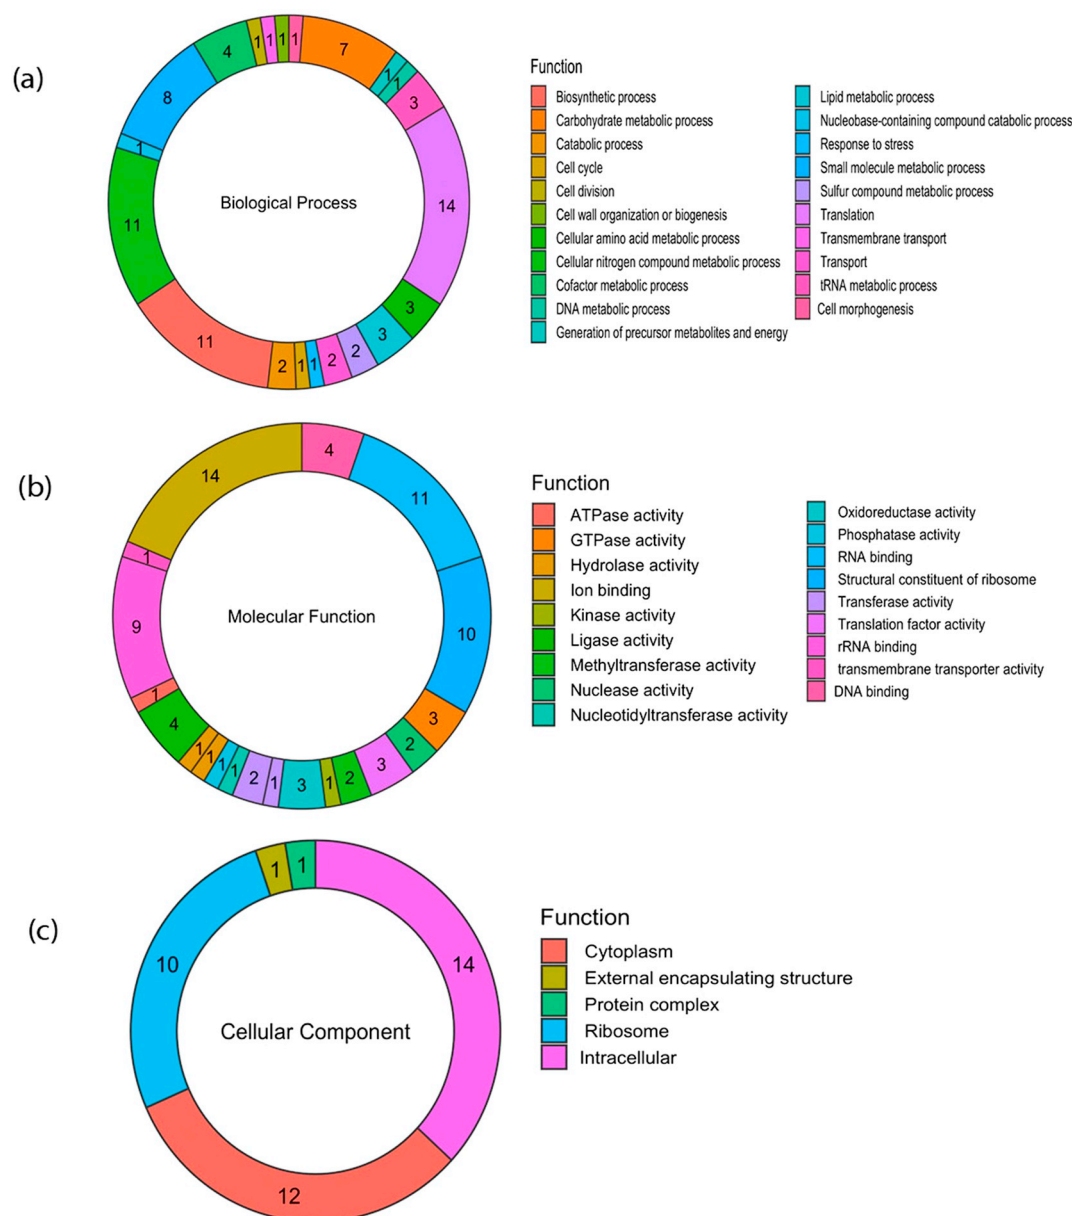 (a)
1
1
1
1
7
1
1
3
14
3
3
2
2
1
1
2
11
11
1
8
4
Biological Process
Function
Biosynthetic process
Carbohydrate metabolic process
Catabolic process
Cell cycle
Cell division
Cell wall organization or biogenesis
Cellular amino acid metabolic process
Cellular nitrogen compound metabolic process
Cofactor metabolic process
DNA metabolic process
Generation of precursor metabolites and energy
Lipid metabolic process
Nucleobase-containing compound catabolic process
Response to stress
Small molecule metabolic process
Sulfur compound metabolic process
Translation
Transmembrane transport
Transport
tRNA metabolic process
Cell morphogenesis
(b)
4
11
10
3
2
3
2
1
3
1
2
1
1
1
1
4
1
9
1
14
Molecular Function
Function
ATPase activity
GTPase activity
Hydrolase activity
Ion binding
Kinase activity
Ligase activity
Methyltransferase activity
Nuclease activity
Nucleotidyltransferase activity
Oxidoreductase activity
Phosphatase activity
RNA binding
Structural constituent of ribosome
Transferase activity
Translation factor activity
rRNA binding
transmembrane transporter activity
DNA binding
(c)
1
1
14
12
10
Cellular Component
Function
Cytoplasm
External encapsulating structure
Protein complex
Ribosome
Intracellular